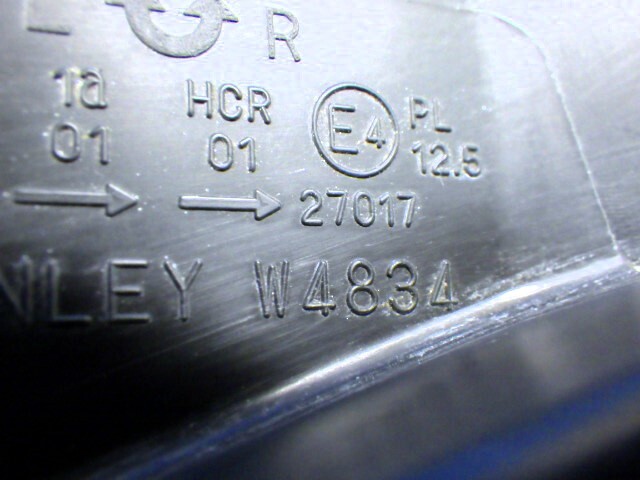 L R
1a HCR E4 PL
01 01 12.5
27017
NLEY W4834